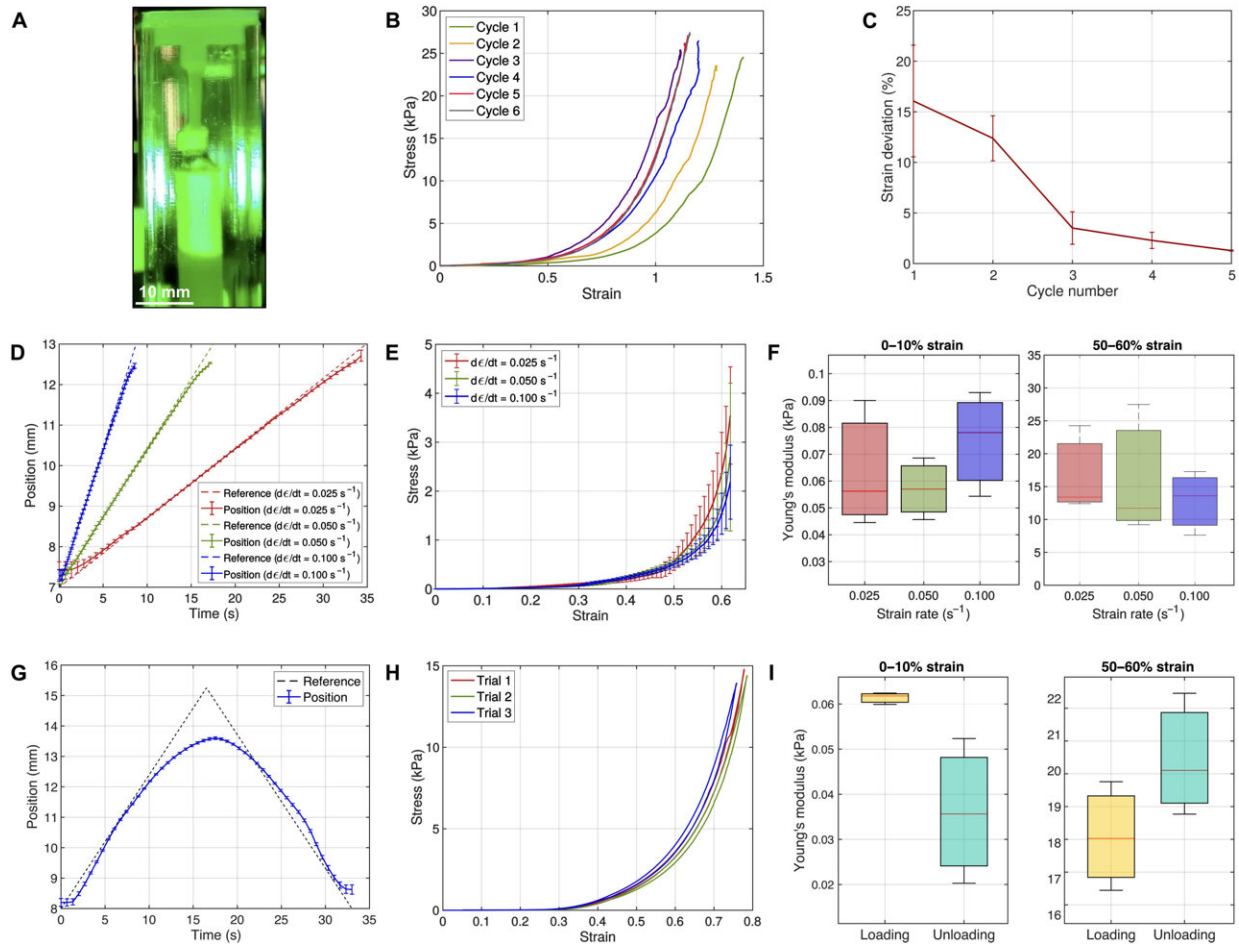 A
10 mm
B
30
25
20
15
10
5
0
Stress (kPa)
Cycle 1
Cycle 2
Cycle 3
Cycle 4
Cycle 5
Cycle 6
0
0.5
1
1.5
Strain
C
25
20
15
10
5
0
Strain deviation (%)
1
2
3
4
5
Cycle number
D
13
12
11
10
9
8
7
Position (mm)
Reference (dϵ/dt = 0.025 s⁻¹)
Position (dϵ/dt = 0.025 s⁻¹)
Reference (dϵ/dt = 0.050 s⁻¹)
Position (dϵ/dt = 0.050 s⁻¹)
Reference (dϵ/dt = 0.100 s⁻¹)
Position (dϵ/dt = 0.100 s⁻¹)
0
5
10
15
20
25
30
35
Time (s)
E
5
4
3
2
1
0
Stress (kPa)
dϵ/dt = 0.025 s⁻¹
dϵ/dt = 0.050 s⁻¹
dϵ/dt = 0.100 s⁻¹
0
0.1
0.2
0.3
0.4
0.5
0.6
0.7
Strain
F
0–10% strain
0.1
0.09
0.08
0.07
0.06
0.05
0.04
0.03
Young's modulus (kPa)
0.025
0.050
0.100
Strain rate (s⁻¹)
50–60% strain
35
30
25
20
15
10
5
0
0.025
0.050
0.100
Strain rate (s⁻¹)
G
16
15
14
13
12
11
10
9
8
Position (mm)
Reference
Position
0
5
10
15
20
25
30
35
Time (s)
H
15
10
5
0
Stress (kPa)
Trial 1
Trial 2
Trial 3
0
0.1
0.2
0.3
0.4
0.5
0.6
0.7
0.8
Strain
I
0–10% strain
0.06
0.05
0.04
0.03
0.02
Young's modulus (kPa)
Loading
Unloading
50–60% strain
22
21
20
19
18
17
16
Loading
Unloading